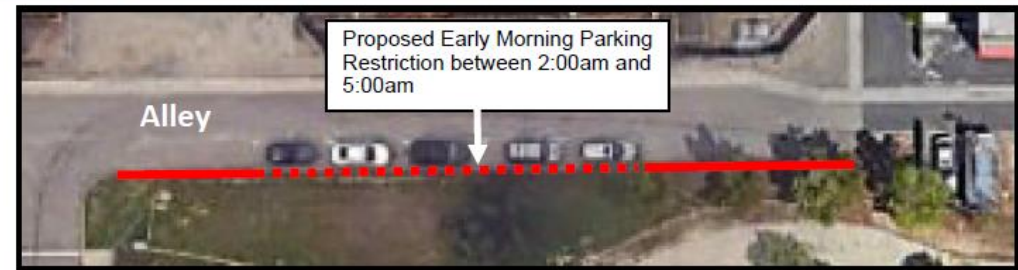 Proposed Early Morning Parking
Restriction between 2:00am and
5:00am
Alley